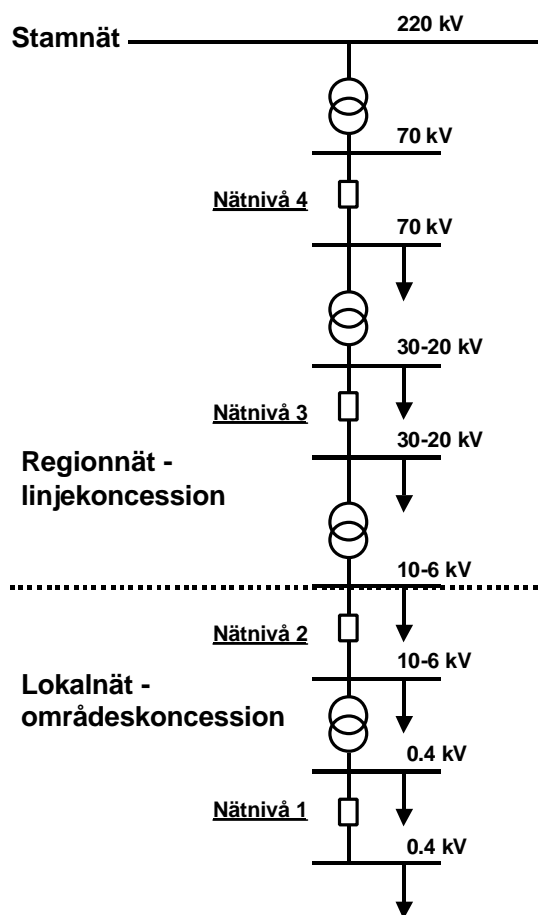 220 kV
Stamnät
70 kV
Nätnivå 4
70 kV
30-20 kV
Nätnivå 3
30-20 kV
Regionnät -
linjekoncession
10-6 kV
Nätnivå 2
10-6 kV
Lokalnät -
områdeskoncession
0.4 kV
Nätnivå 1
0.4 kV